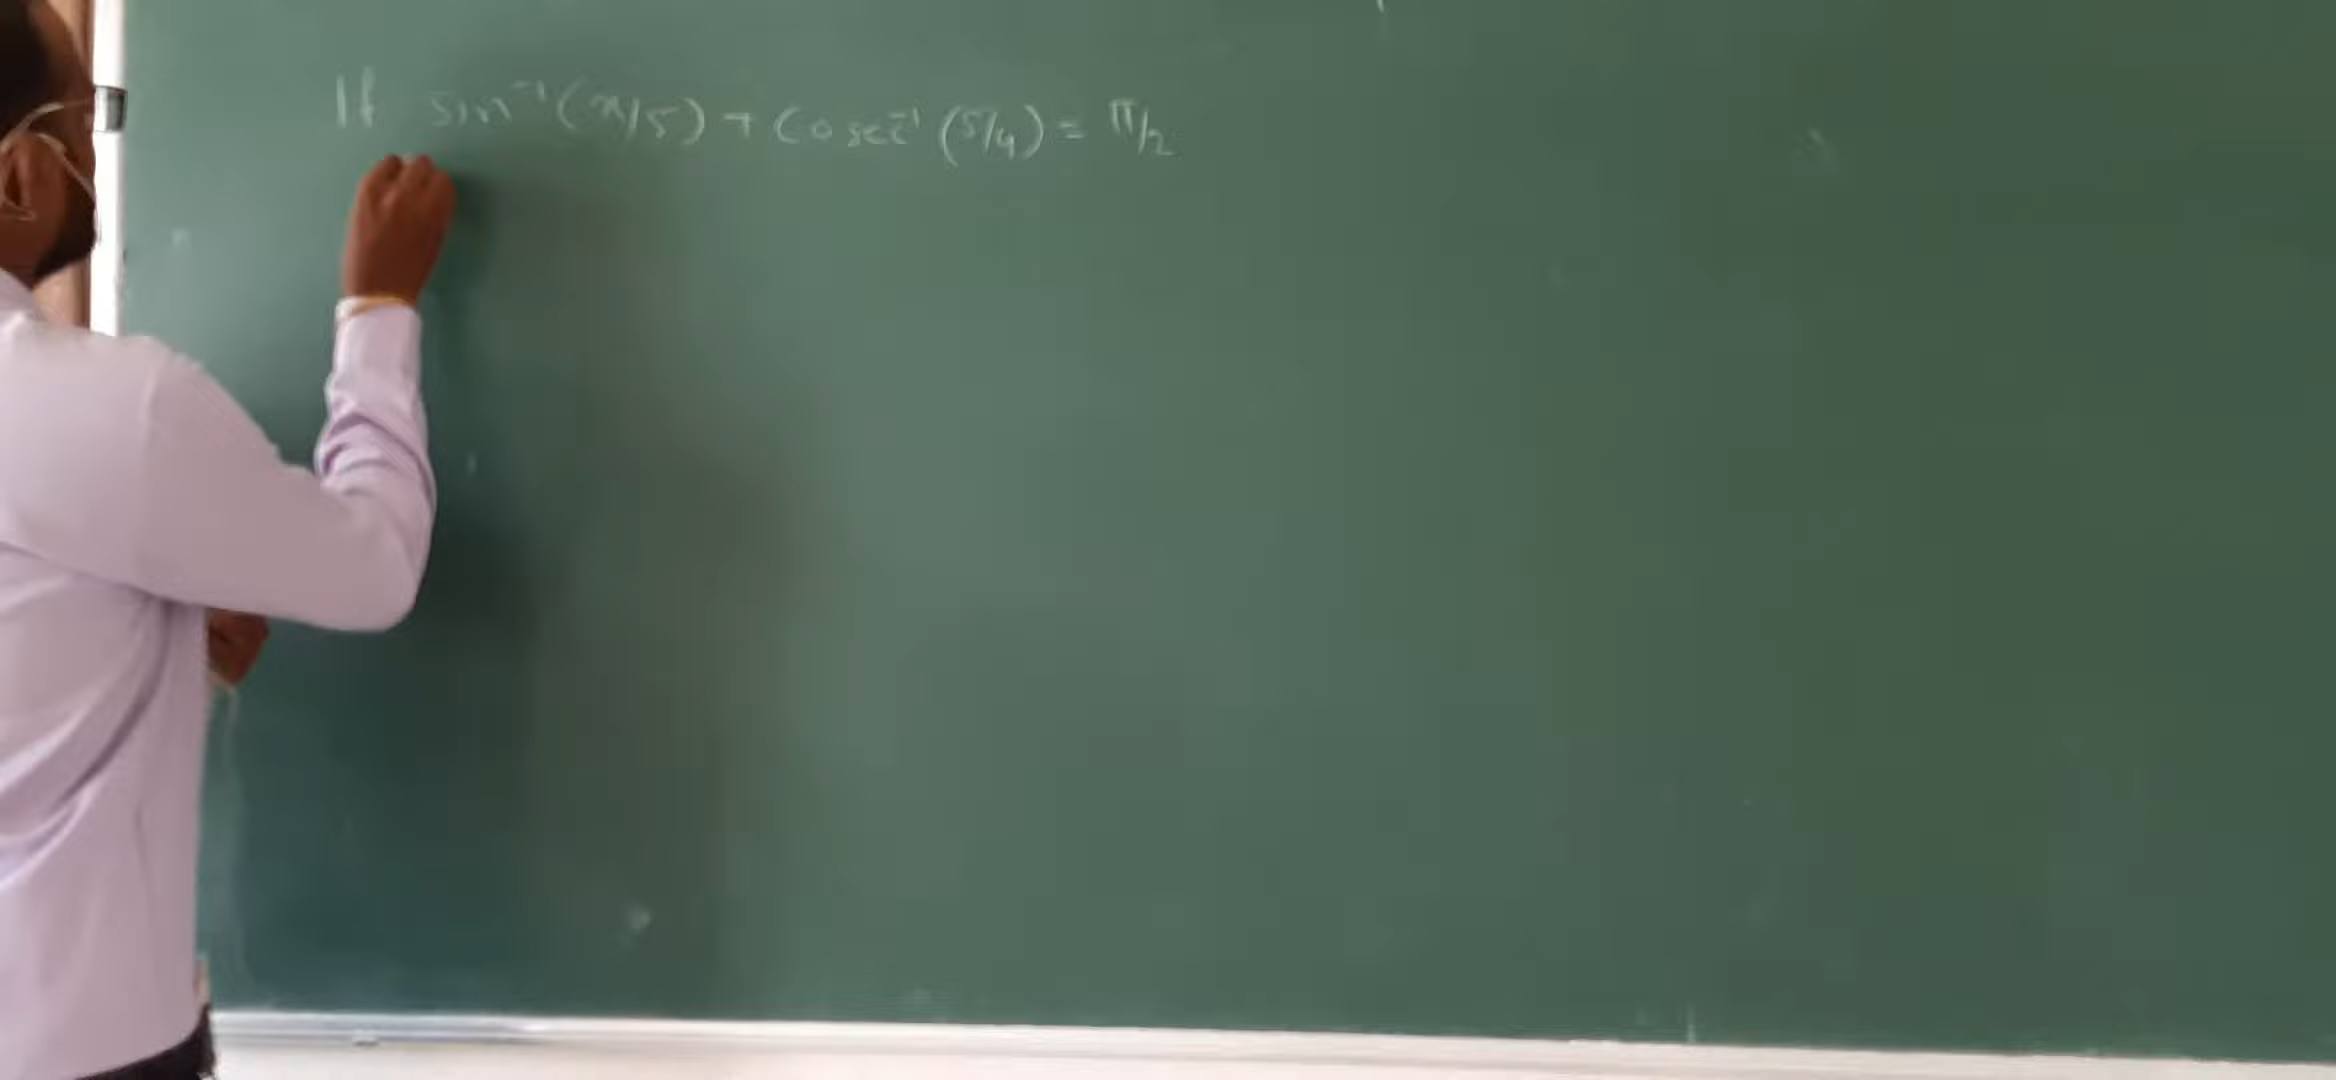 If sin⁻¹(x/5) + Cosec⁻¹(5/4) = π/2